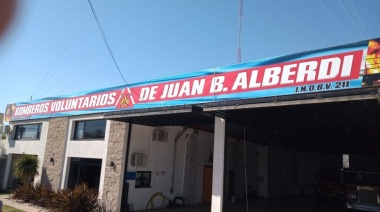 BOMBEROS VOLUNTARIOS DE JUAN B. ALBERDI
I.N.O.B.V. 211